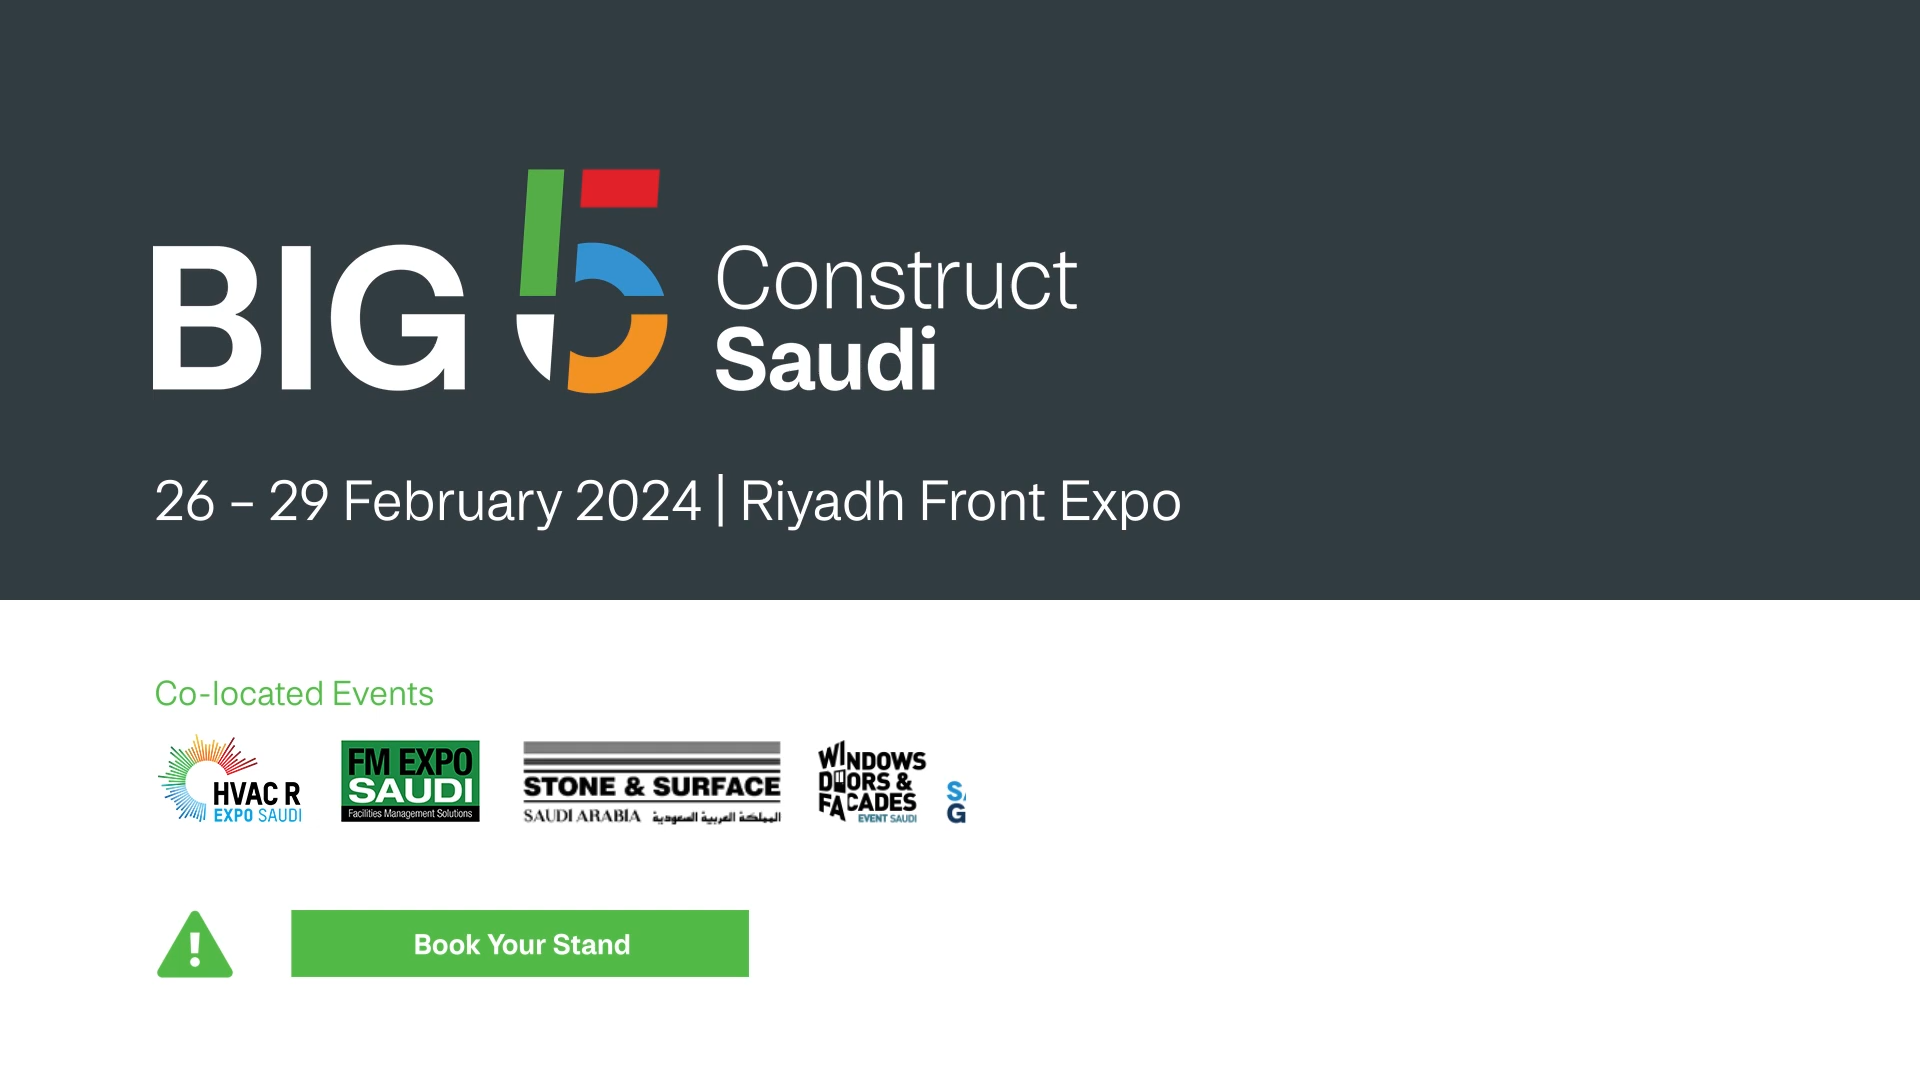 BIG 5 Construct
Saudi
26 – 29 February 2024 | Riyadh Front Expo
Co-located Events
HVAC R
EXPO SAUDI
FM EXPO
SAUDI
Facilities Management Solutions
STONE & SURFACE
SAUDI ARABIA المملكة العربية السعودية
WINDOWS
DOORS &
FACADES
EVENT SAUDI
Book Your Stand